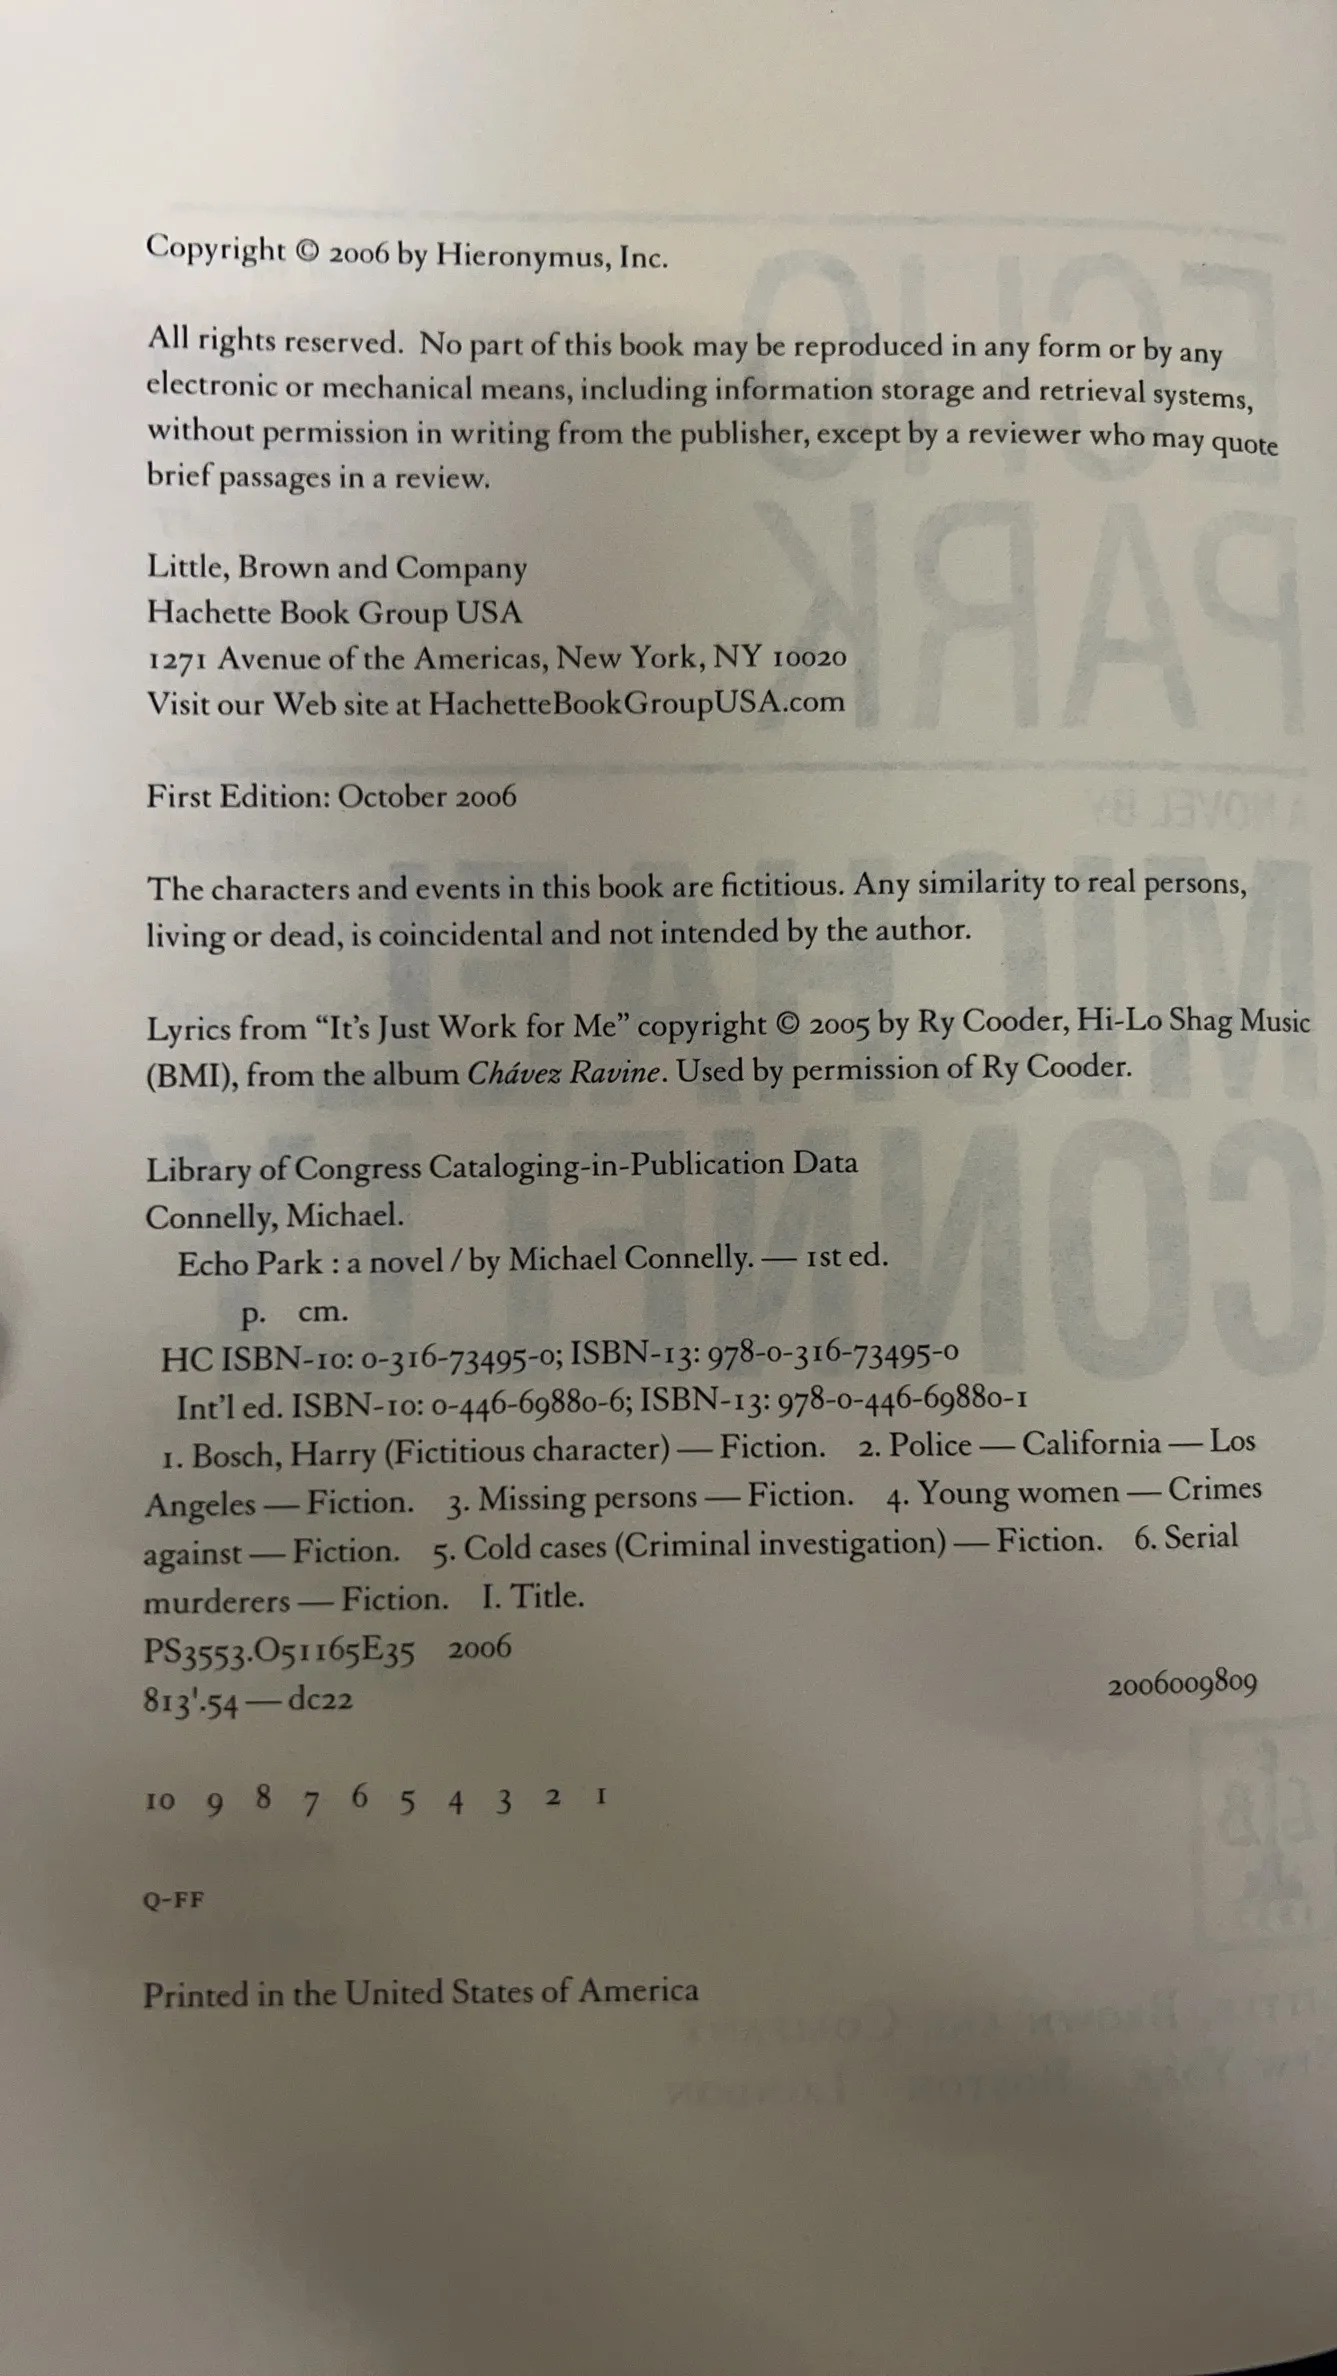 Copyright © 2006 by Hieronymus, Inc.
All rights reserved. No part of this book may be reproduced in any form or by any
electronic or mechanical means, including information storage and retrieval systems,
without permission in writing from the publisher, except by a reviewer who may quote
brief passages in a review.
Little, Brown and Company
Hachette Book Group USA
1271 Avenue of the Americas, New York, NY 10020
Visit our Web site at HachetteBookGroupUSA.com
First Edition: October 2006
The characters and events in this book are fictitious. Any similarity to real persons,
living or dead, is coincidental and not intended by the author.
Lyrics from “It’s Just Work for Me” copyright © 2005 by Ry Cooder, Hi-Lo Shag Music
(BMI), from the album Chávez Ravine. Used by permission of Ry Cooder.
Library of Congress Cataloging-in-Publication Data
Connelly, Michael.
Echo Park : a novel / by Michael Connelly. — 1st ed.
p. cm.
HC ISBN-10: 0-316-73495-0; ISBN-13: 978-0-316-73495-0
Int’l ed. ISBN-10: 0-446-69880-6; ISBN-13: 978-0-446-69880-1
1. Bosch, Harry (Fictitious character) — Fiction. 2. Police — California — Los
Angeles — Fiction. 3. Missing persons — Fiction. 4. Young women — Crimes
against — Fiction. 5. Cold cases (Criminal investigation) — Fiction. 6. Serial
murderers — Fiction. I. Title.
PS3553.O51165E35 2006
813'.54 — dc22
2006009809
10 9 8 7 6 5 4 3 2 1
Q-FF
Printed in the United States of America